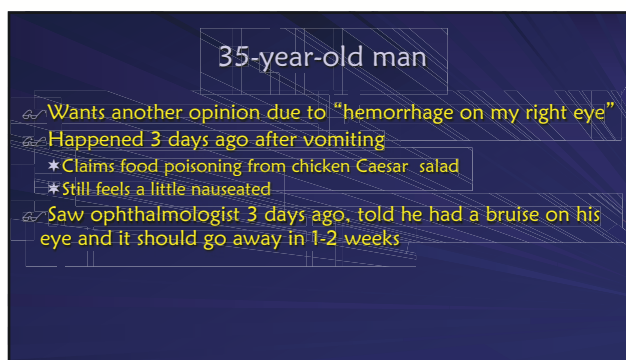 35-year-old man
Wants another opinion due to “hemorrhage on my right eye”
Happened 3 days ago after vomiting
Claims food poisoning from chicken Caesar salad
Still feels a little nauseated
Saw ophthalmologist 3 days ago, told he had a bruise on his
eye and it should go away in 1-2 weeks